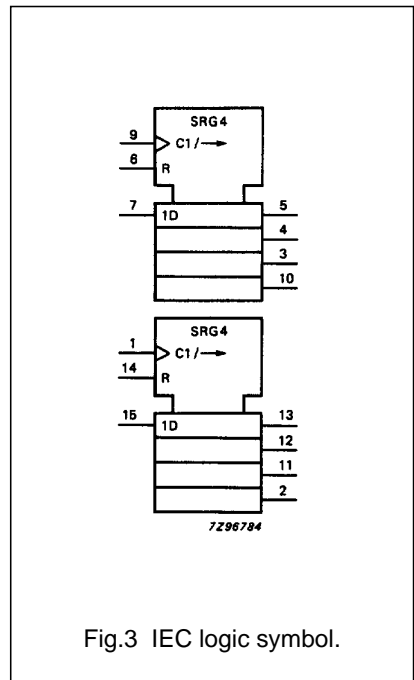 SRG4
9 C1/→
6 R
7 1D 5
4
3
10
SRG4
1 C1/→
14 R
15 1D 13
12
11
2
7Z96784
Fig.3 IEC logic symbol.